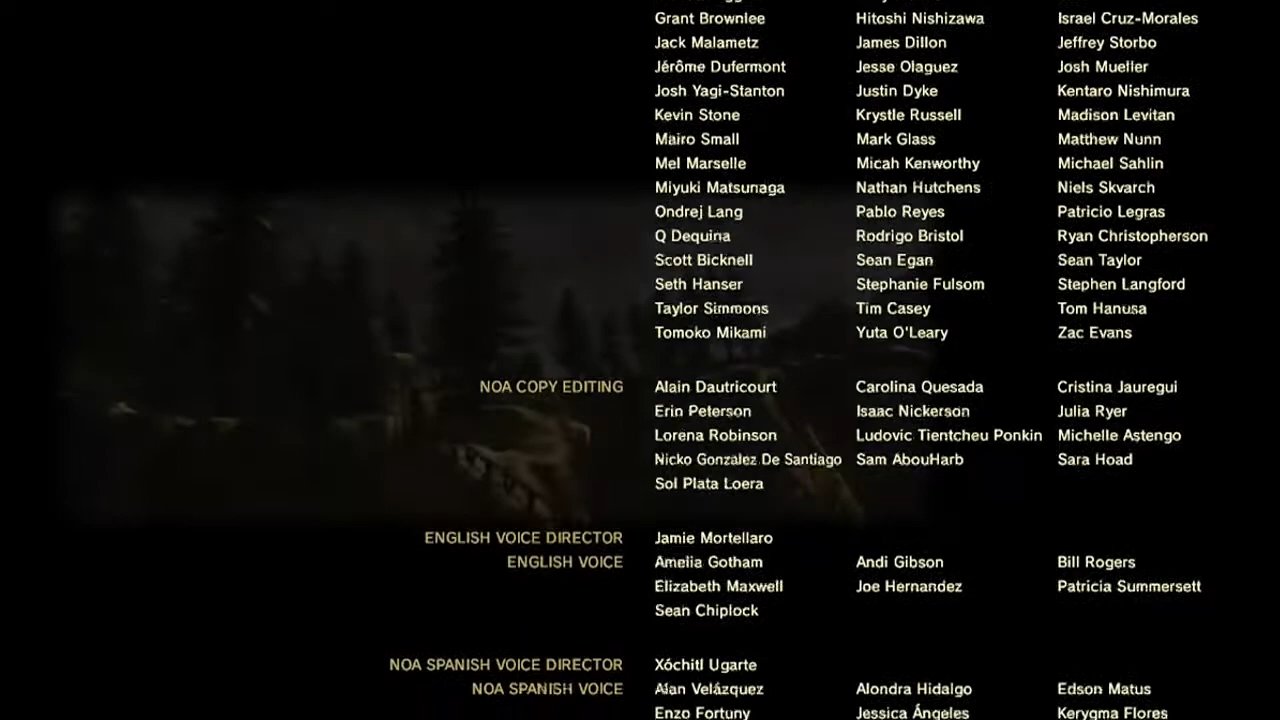 Grant Brownlee Hitoshi Nishizawa Israel Cruz-Morales
Jack Malametz James Dillon Jeffrey Storbo
Jérôme Dufermont Jesse Olaguez Josh Mueller
Josh Yagi-Stanton Justin Dyke Kentaro Nishimura
Kevin Stone Krystle Russell Madison Levitan
Mairo Small Mark Glass Matthew Nunn
Mel Marselle Micah Kenworthy Michael Sahlin
Miyuki Matsunaga Nathan Hutchens Niels Skvarch
Ondrej Lang Pablo Reyes Patricio Legras
Q Dequina Rodrigo Bristol Ryan Christopherson
Scott Bicknell Sean Egan Sean Taylor
Seth Hanser Stephanie Fulsom Stephen Langford
Taylor Simmons Tim Casey Tom Hanusa
Tomoko Mikami Yuta O'Leary Zac Evans
NOA COPY EDITING Alain Dautricourt Carolina Quesada Cristina Jauregui
Erin Peterson Isaac Nickerson Julia Ryer
Lorena Robinson Ludovic Tientcheu Ponkin Michelle Astengo
Nicko Gonzalez De Santiago Sam AbouHarb Sara Hoad
Sol Plata Loera
ENGLISH VOICE DIRECTOR Jamie Mortellaro
ENGLISH VOICE Amelia Gotham Andi Gibson Bill Rogers
Elizabeth Maxwell Joe Hernandez Patricia Summersett
Sean Chiplock
NOA SPANISH VOICE DIRECTOR Xóchitl Ugarte
NOA SPANISH VOICE Alan Velázquez Alondra Hidalgo Edson Matus
Enzo Fortuny Jessica Ángeles Kerygma Flores